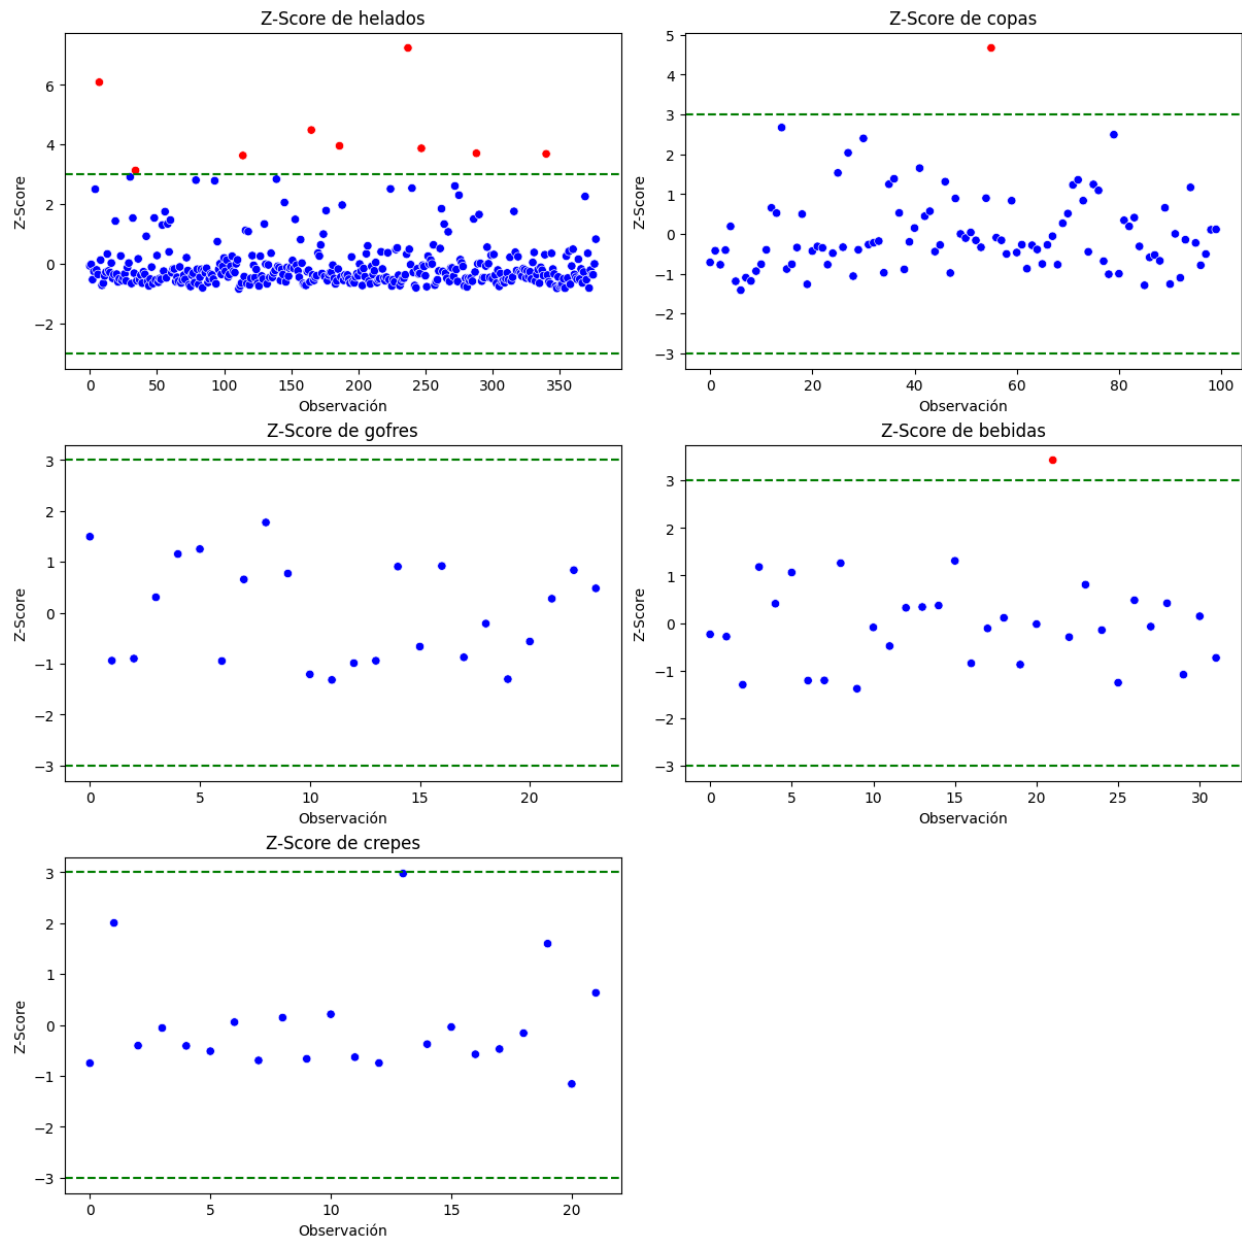 Z-Score de helados
Z-Score
6
4
2
0
−2
0 50 100 150 200 250 300 350
Observación
Z-Score de copas
Z-Score
5
4
3
2
1
0
−1
−2
−3
0 20 40 60 80 100
Observación
Z-Score de gofres
Z-Score
3
2
1
0
−1
−2
−3
0 5 10 15 20
Observación
Z-Score de bebidas
Z-Score
3
2
1
0
−1
−2
−3
0 5 10 15 20 25 30
Observación
Z-Score de crepes
Z-Score
3
2
1
0
−1
−2
−3
0 5 10 15 20
Observación